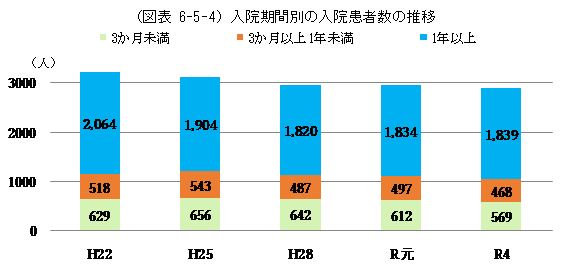 （図表 6-5-4）入院期間別の入院患者数の推移
3か月未満 3か月以上1年未満 1年以上
（人）
3000
2,064 1,904 1,820 1,834 1,839
2000
1000
518 543 487 497 468
629 656 642 612 569
0
H22 H25 H28 R元 R4